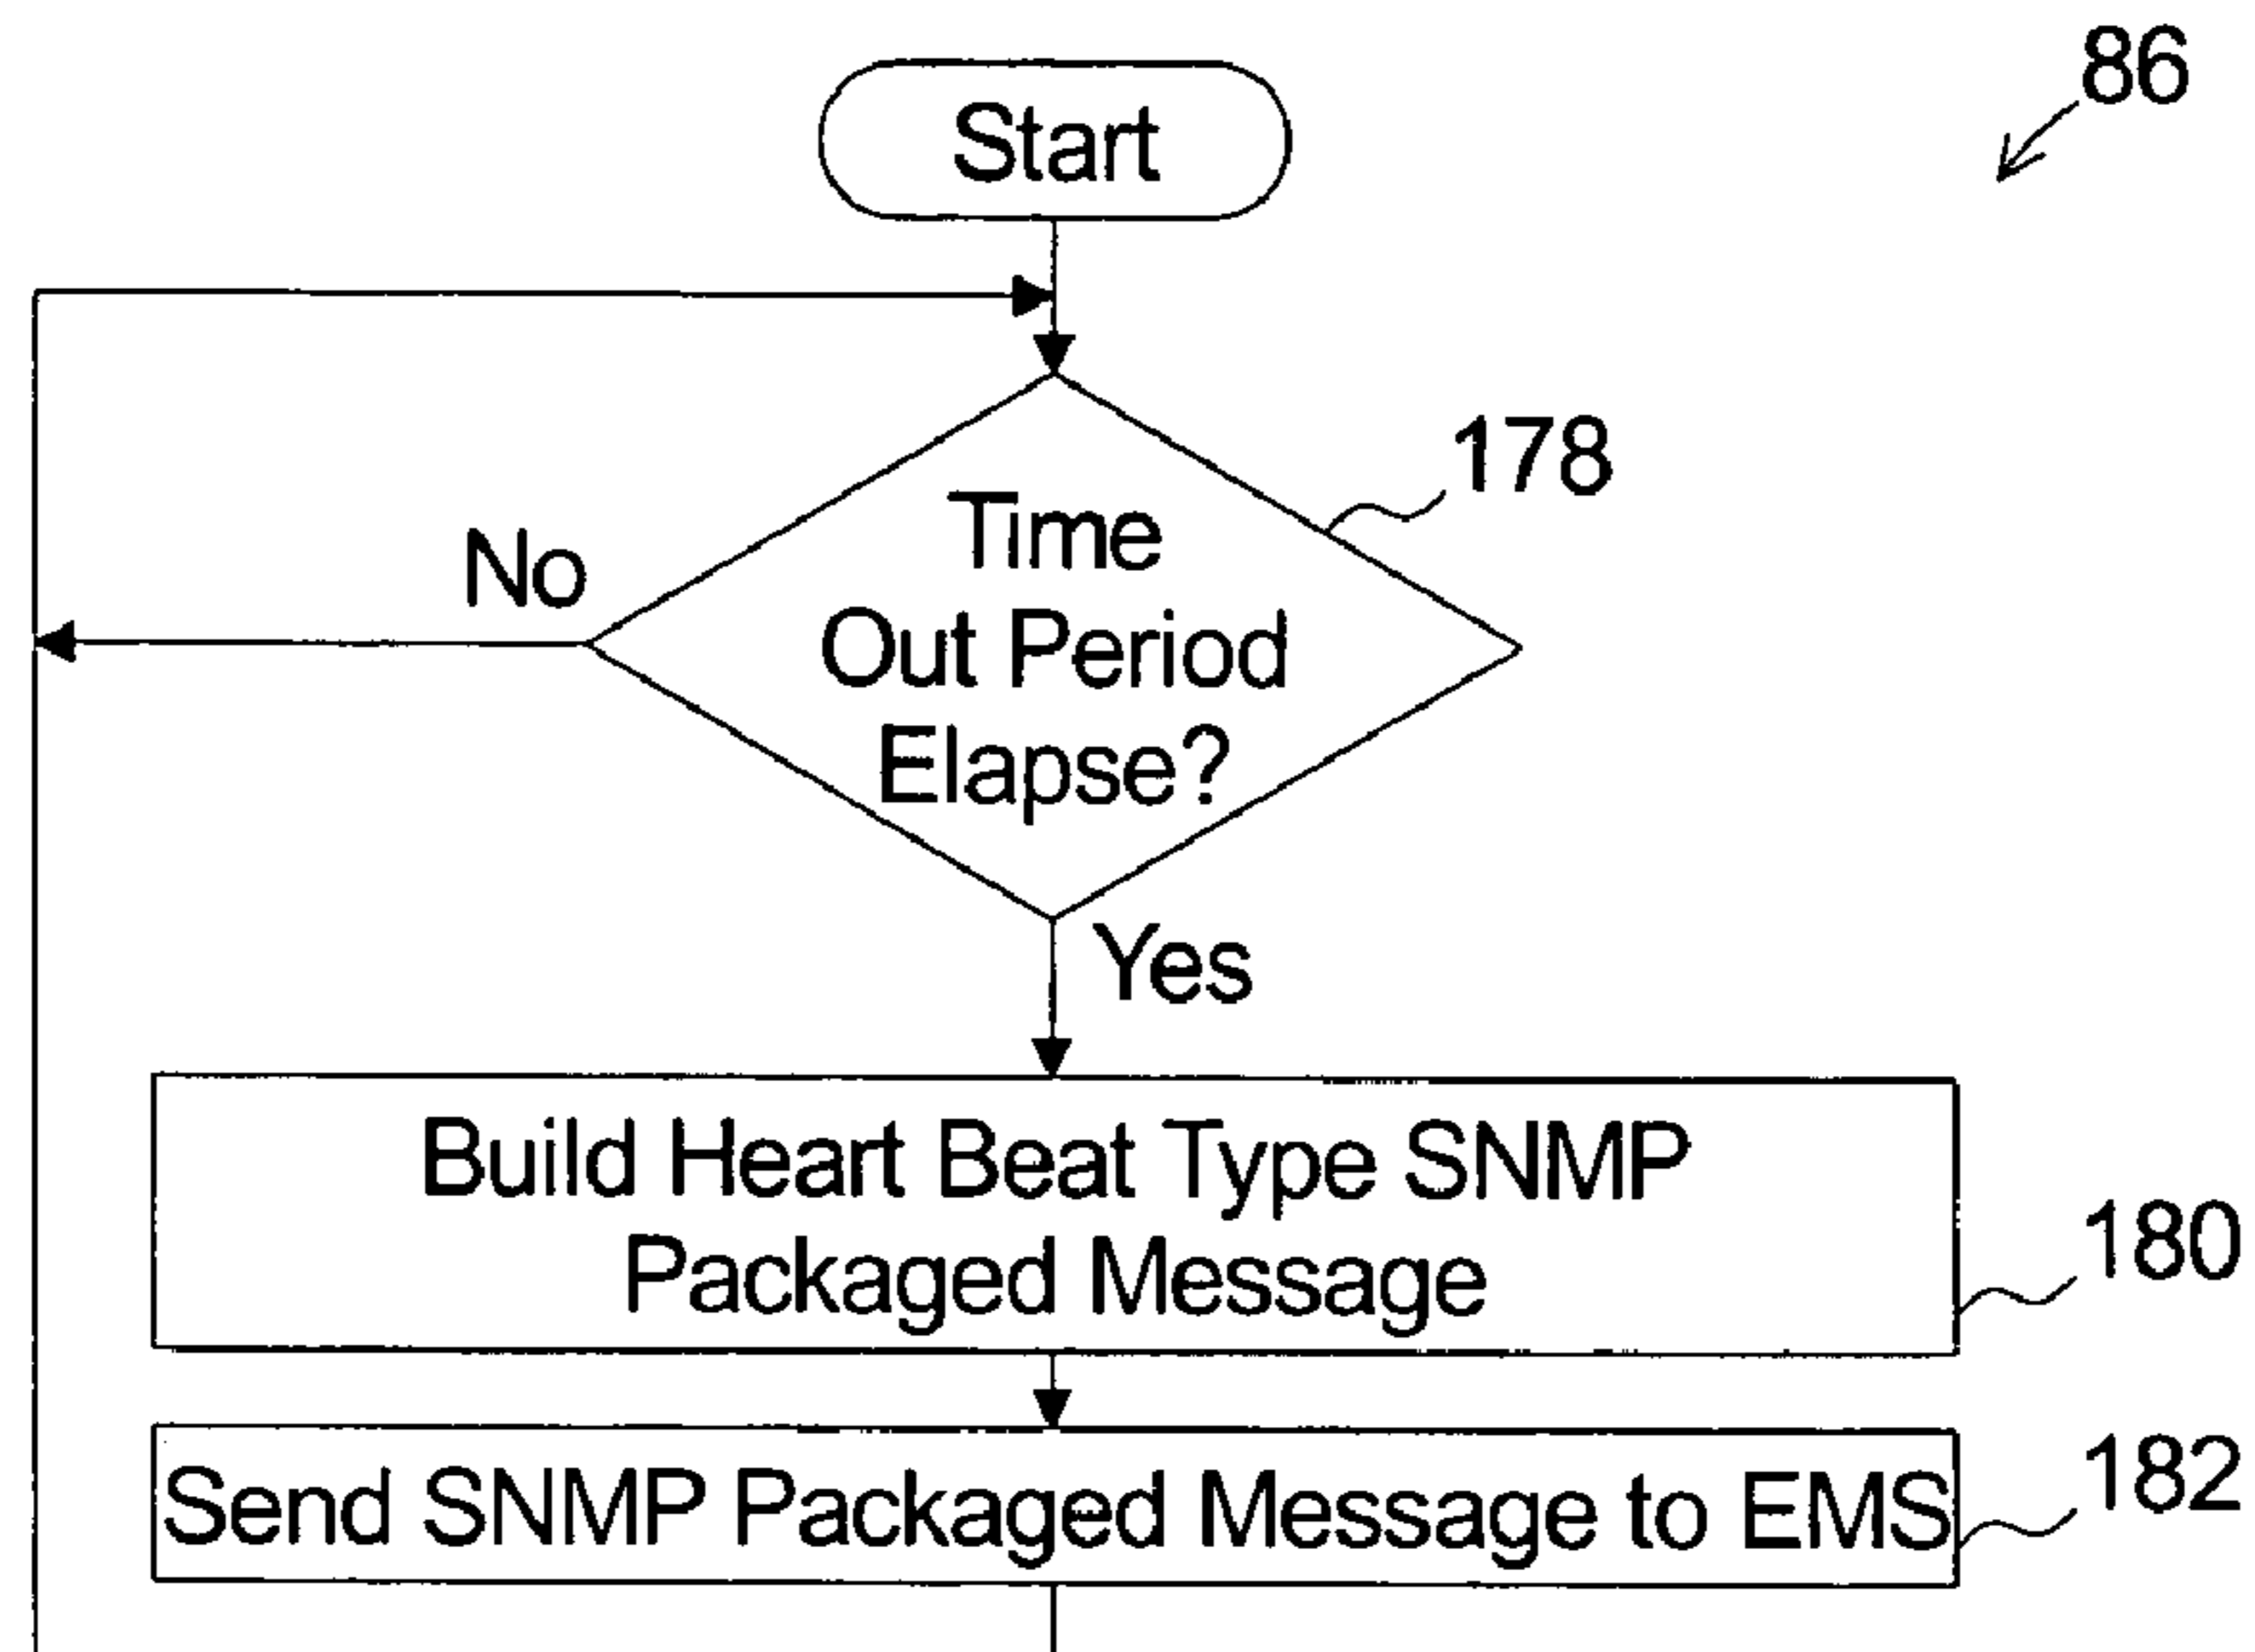 86
Start
178
No
Time
Out Period
Elapse?
Yes
Build Heart Beat Type SNMP
Packaged Message
180
Send SNMP Packaged Message to EMS
182